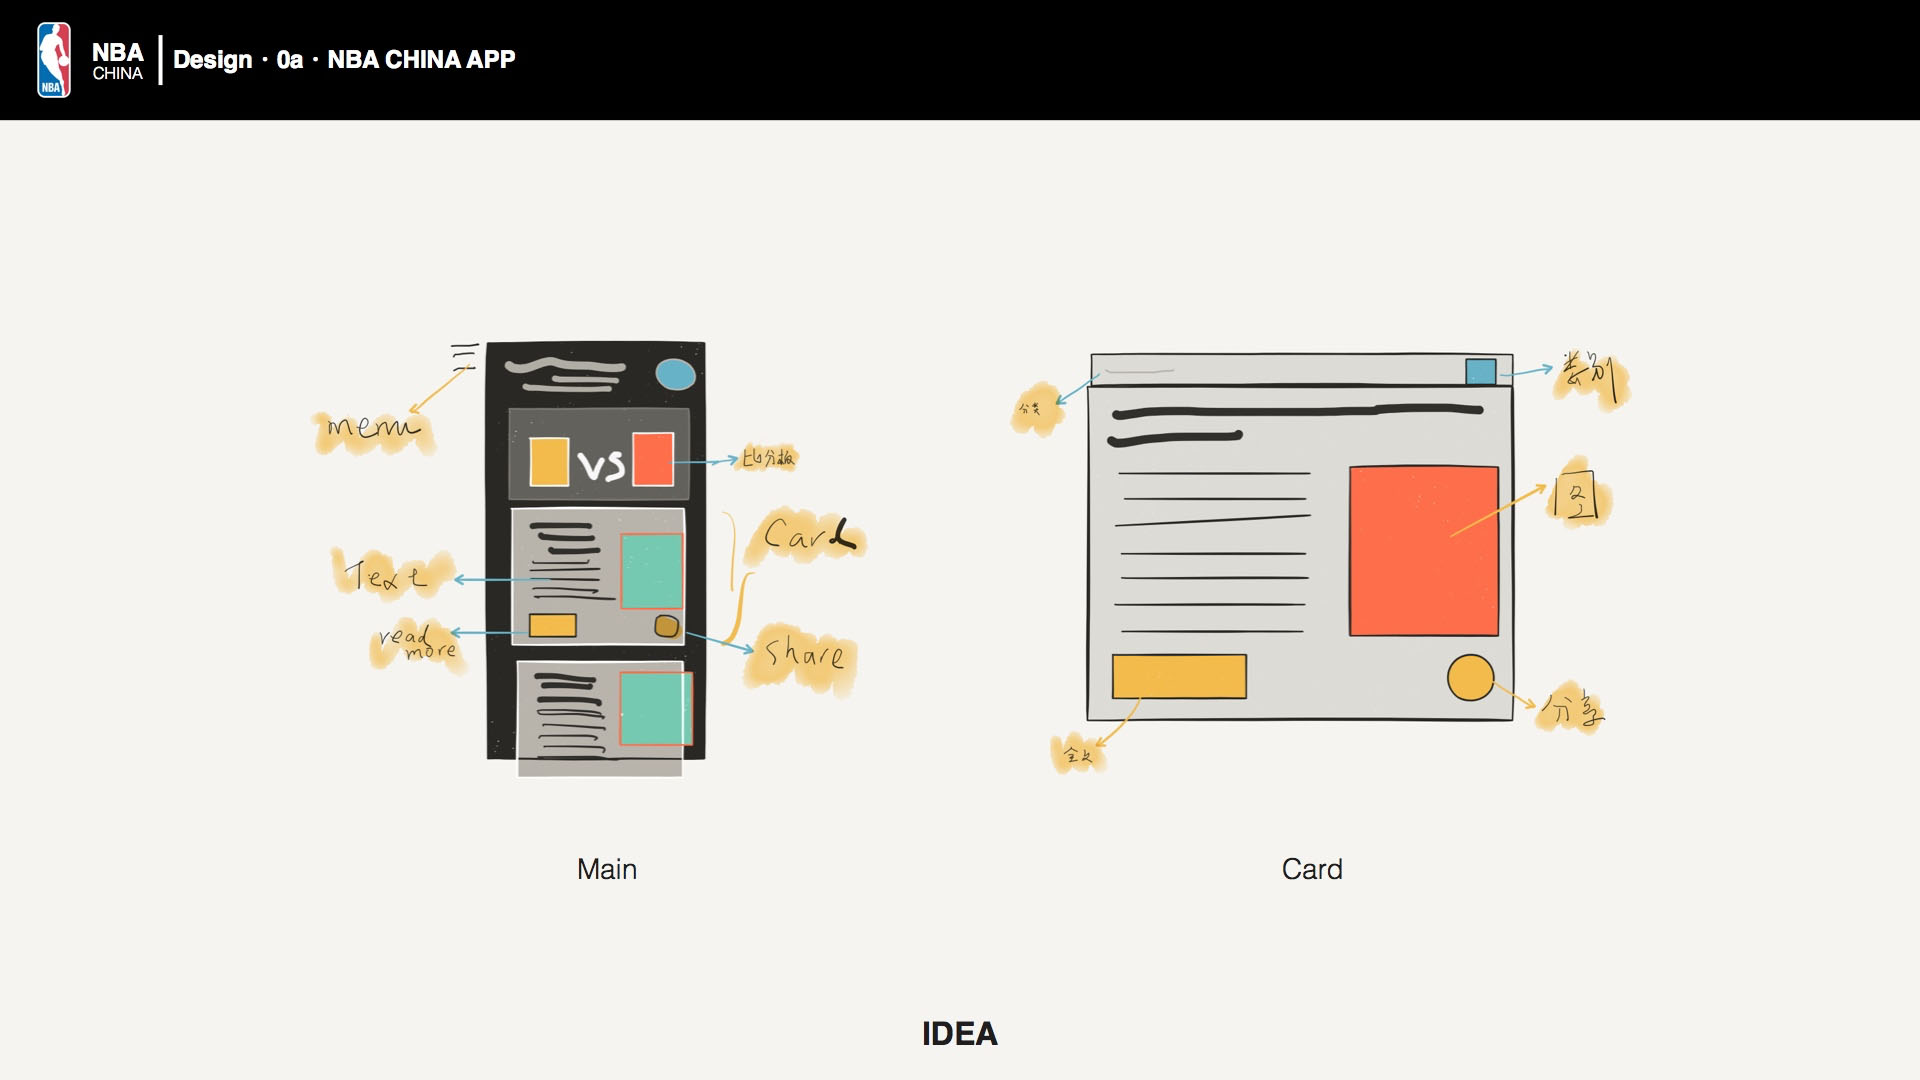 NBA
CHINA
NBA
Design · 0a · NBA CHINA APP
menu
VS
比分板
Card
Text
read
more
Share
分类
类别
图
分享
全文
Main
Card
IDEA